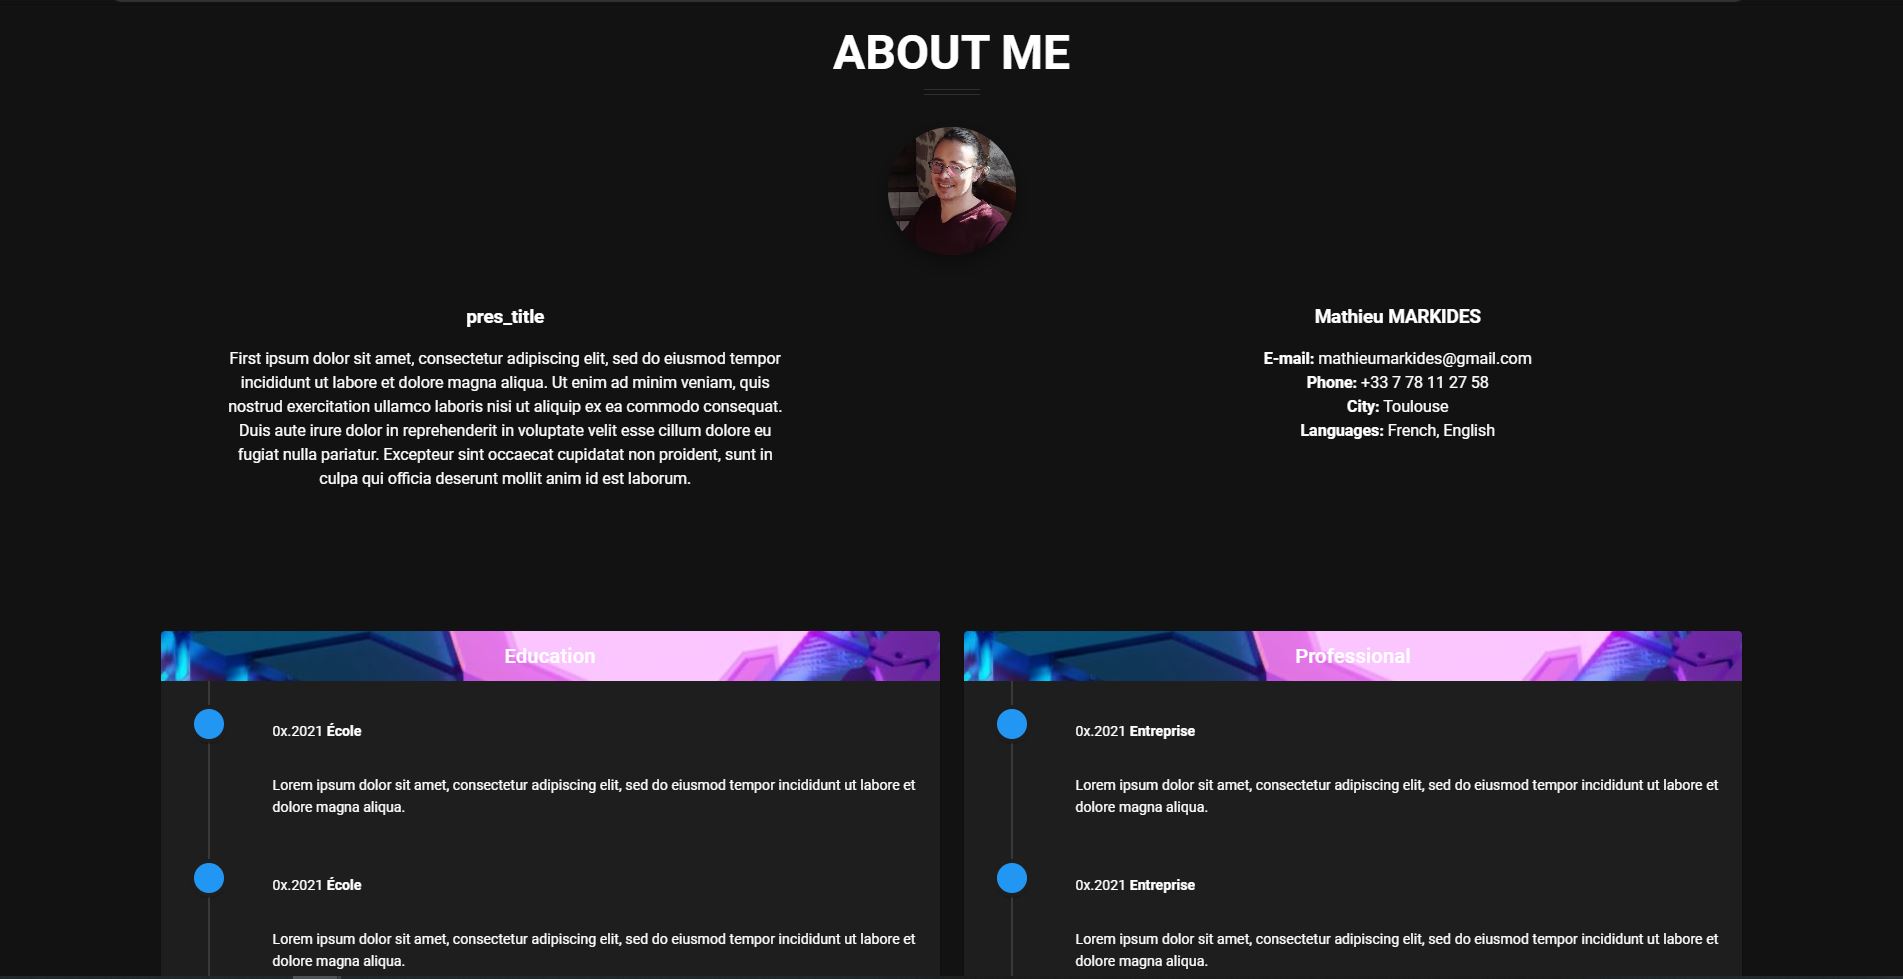 ABOUT ME
pres_title
First ipsum dolor sit amet, consectetur adipiscing elit, sed do eiusmod tempor
incididunt ut labore et dolore magna aliqua. Ut enim ad minim veniam, quis
nostrud exercitation ullamco laboris nisi ut aliquip ex ea commodo consequat.
Duis aute irure dolor in reprehenderit in voluptate velit esse cillum dolore eu
fugiat nulla pariatur. Excepteur sint occaecat cupidatat non proident, sunt in
culpa qui officia deserunt mollit anim id est laborum.
Mathieu MARKIDES
E-mail: mathieumarkides@gmail.com
Phone: +33 7 78 11 27 58
City: Toulouse
Languages: French, English
Education
0x.2021 École
Lorem ipsum dolor sit amet, consectetur adipiscing elit, sed do eiusmod tempor incididunt ut labore et
dolore magna aliqua.
0x.2021 École
Lorem ipsum dolor sit amet, consectetur adipiscing elit, sed do eiusmod tempor incididunt ut labore et
dolore magna aliqua.
Professional
0x.2021 Entreprise
Lorem ipsum dolor sit amet, consectetur adipiscing elit, sed do eiusmod tempor incididunt ut labore et
dolore magna aliqua.
0x.2021 Entreprise
Lorem ipsum dolor sit amet, consectetur adipiscing elit, sed do eiusmod tempor incididunt ut labore et
dolore magna aliqua.